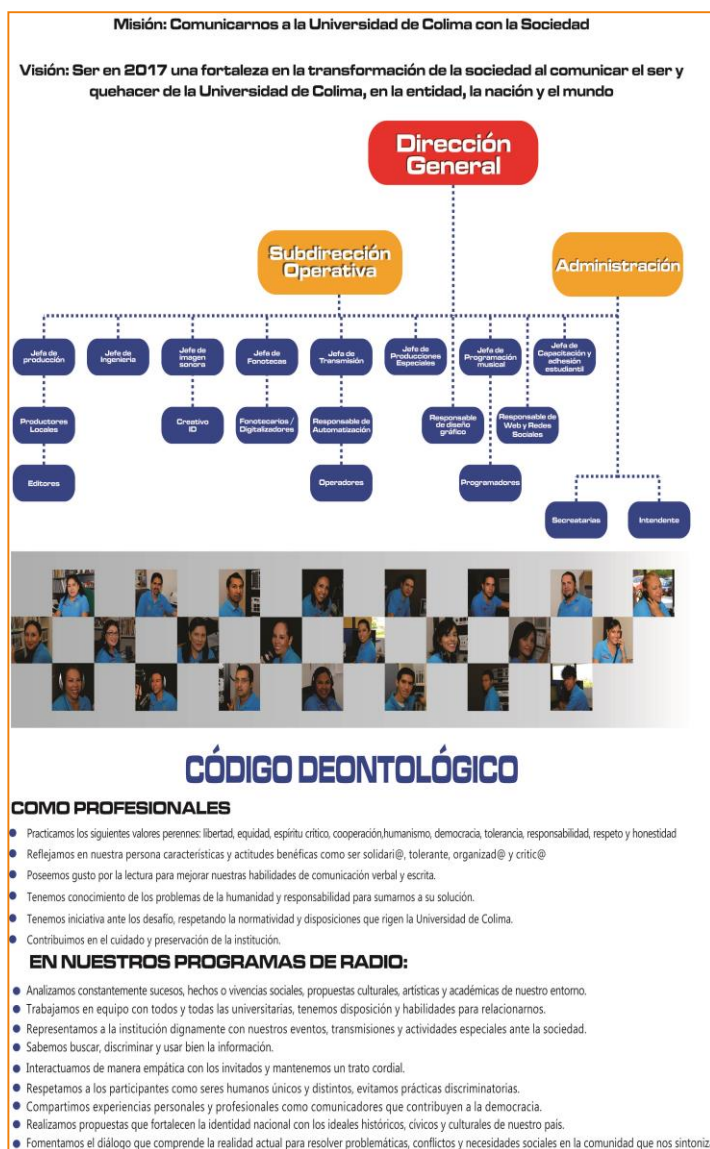 Misión: Comunicarnos a la Universidad de Colima con la Sociedad
Visión: Ser en 2017 una fortaleza en la transformación de la sociedad al comunicar el ser y
quehacer de la Universidad de Colima, en la entidad, la nación y el mundo
Dirección
General
Subdirección
Operativa
Administración
Jefa de
producción
Jefe de
Ingeniería
Jefe de
imagen
sonora
Jefa de
Fonotecas
Jefa de
Transmisión
Jefe de
Producciones
Especiales
Jefa de
Programación
musical
Jefa de
Capacitación y
adhesión
estudiantil
Productores
Locales
Creativo
ID
Fonotecarios /
Digitalizadores
Responsable de
Automatización
Responsable
de diseño
gráfico
Responsable de
Web y Redes
Sociales
Editores
Operadores
Programadores
Secreatarias
Intendente
CÓDIGO DEONTOLÓGICO
COMO PROFESIONALES
Practicamos los siguientes valores perennes: libertad, equidad, espíritu crítico, cooperación,humanismo, democracia, tolerancia, responsabilidad, respeto y honestidad
Reflejamos en nuestra persona características y actitudes benéficas como ser solidari@, tolerante, organizad@ y critic@
Poseemos gusto por la lectura para mejorar nuestras habilidades de comunicación verbal y escrita.
Tenemos conocimiento de los problemas de la humanidad y responsabilidad para sumarnos a su solución.
Tenemos iniciativa ante los desafío, respetando la normatividad y disposiciones que rigen la Universidad de Colima.
Contribuimos en el cuidado y preservación de la institución.
EN NUESTROS PROGRAMAS DE RADIO:
Analizamos constantemente sucesos, hechos o vivencias sociales, propuestas culturales, artísticas y académicas de nuestro entorno.
Trabajamos en equipo con todos y todas las universitarias, tenemos disposición y habilidades para relacionarnos.
Representamos a la institución dignamente con nuestros eventos, transmisiones y actividades especiales ante la sociedad.
Sabemos buscar, discriminar y usar bien la información.
Interactuamos de manera empática con los invitados y mantenemos un trato cordial.
Respetamos a los participantes como seres humanos únicos y distintos, evitamos prácticas discriminatorias.
Compartimos experiencias personales y profesionales como comunicadores que contribuyen a la democracia.
Realizamos propuestas que fortalecen la identidad nacional con los ideales históricos, cívicos y culturales de nuestro país.
Fomentamos el diálogo que comprende la realidad actual para resolver problemáticas, conflictos y necesidades sociales en la comunidad que nos sintoniza